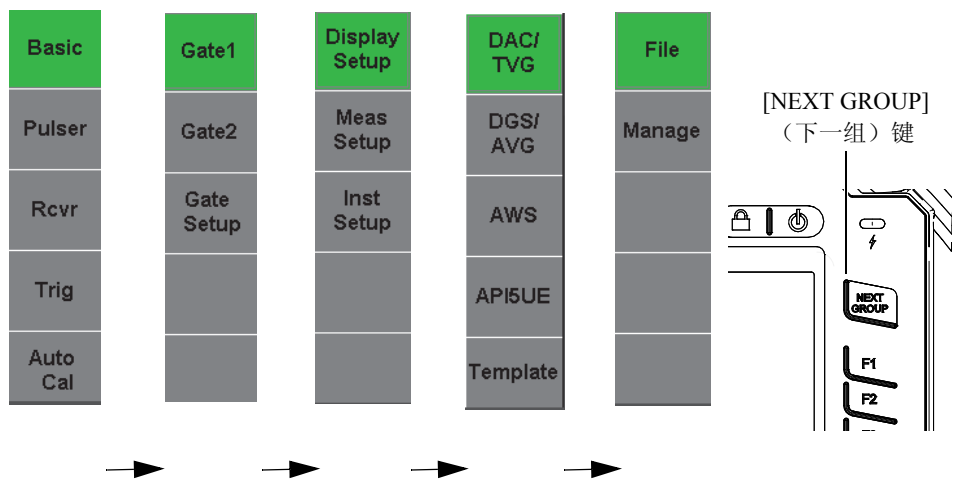 Basic
Pulser
Rcvr
Trig
Auto
Cal
Gate1
Gate2
Gate
Setup
Display
Setup
Meas
Setup
Inst
Setup
DAC/
TVG
DGS/
AVG
AWS
API5UE
Template
File
Manage
[NEXT GROUP]
（下一组）键
NEXT
GROUP
F1
F2